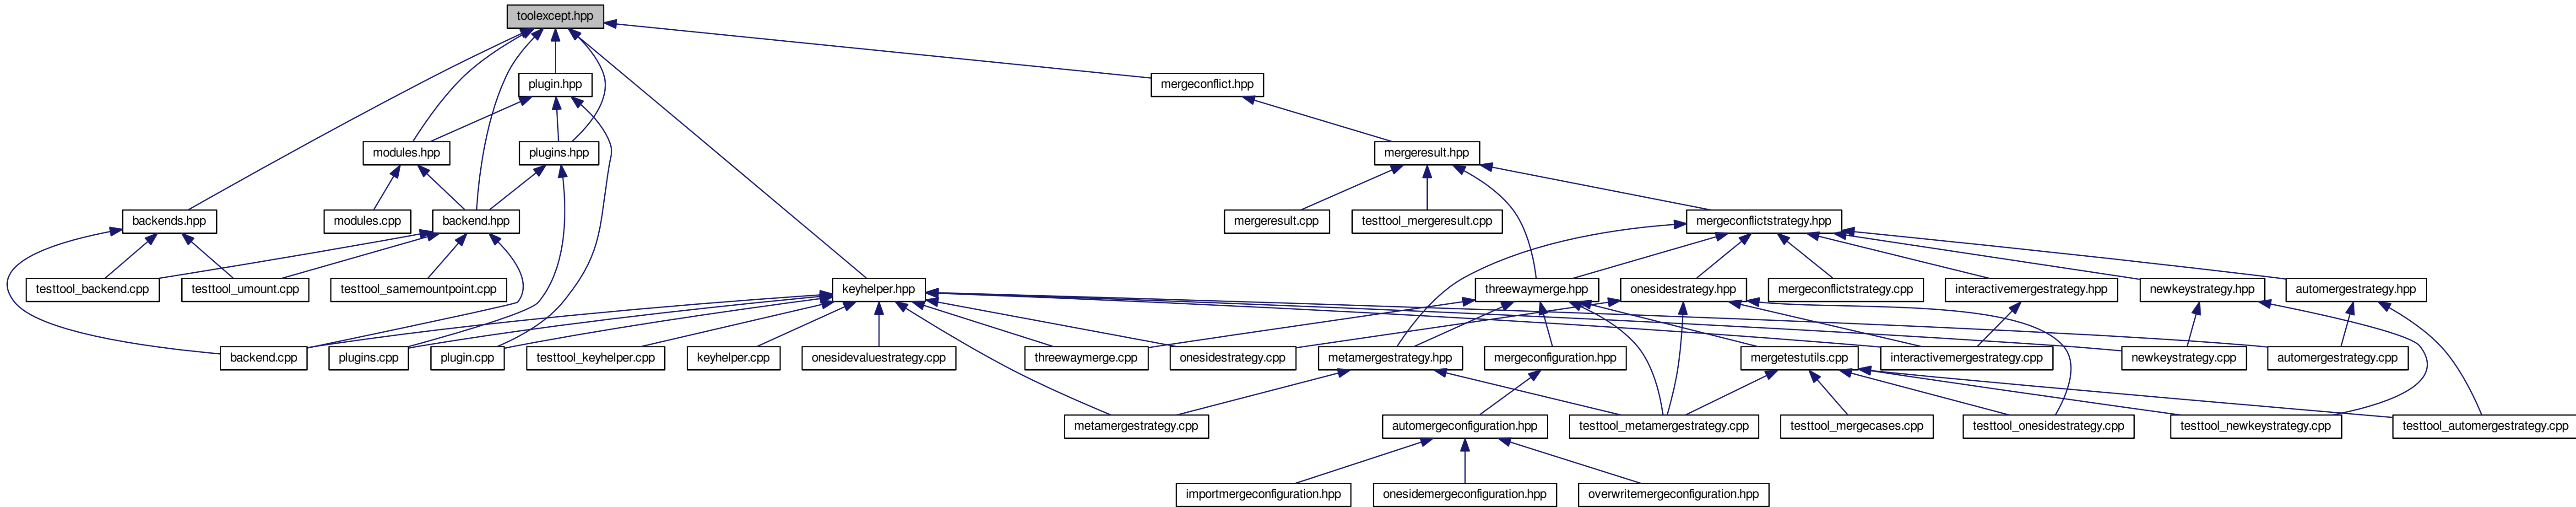 toolexcept.hpp
plugin.hpp
mergeconflict.hpp
modules.hpp
plugins.hpp
mergeresult.hpp
backends.hpp
modules.cpp
backend.hpp
mergeresult.cpp
testtool_mergeresult.cpp
mergeconflictstrategy.hpp
testtool_backend.cpp
testtool_umount.cpp
testtool_samemountpoint.cpp
keyhelper.hpp
threewaymerge.hpp
onesidestrategy.hpp
mergeconflictstrategy.cpp
interactivemergestrategy.hpp
newkeystrategy.hpp
automergestrategy.hpp
backend.cpp
plugins.cpp
plugin.cpp
testtool_keyhelper.cpp
keyhelper.cpp
onesidevaluestrategy.cpp
threewaymerge.cpp
onesidestrategy.cpp
metamergestrategy.hpp
mergeconfiguration.hpp
mergetestutils.cpp
interactivemergestrategy.cpp
newkeystrategy.cpp
automergestrategy.cpp
metamergestrategy.cpp
automergeconfiguration.hpp
testtool_metamergestrategy.cpp
testtool_mergecases.cpp
testtool_onesidestrategy.cpp
testtool_newkeystrategy.cpp
testtool_automergestrategy.cpp
importmergeconfiguration.hpp
onesidemergeconfiguration.hpp
overwritemergeconfiguration.hpp